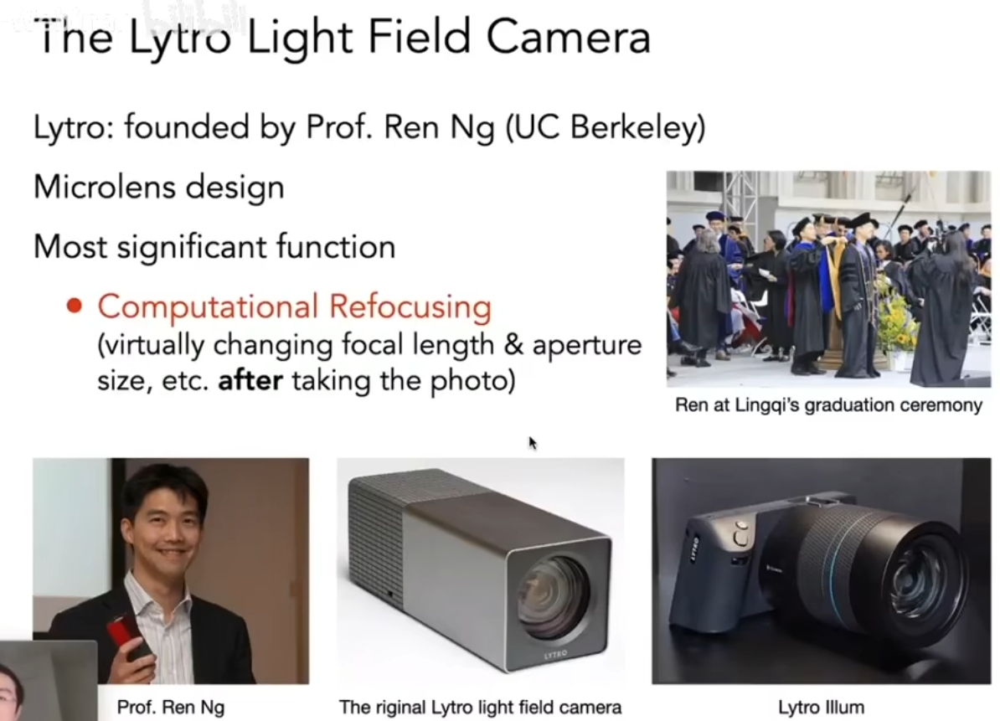 The Lytro Light Field Camera
Lytro: founded by Prof. Ren Ng (UC Berkeley)
Microlens design
Most significant function
• Computational Refocusing
(virtually changing focal length & aperture
size, etc. after taking the photo)
Ren at Lingqi's graduation ceremony
LYTRO
LYTRO
Prof. Ren Ng
The riginal Lytro light field camera
Lytro Illum